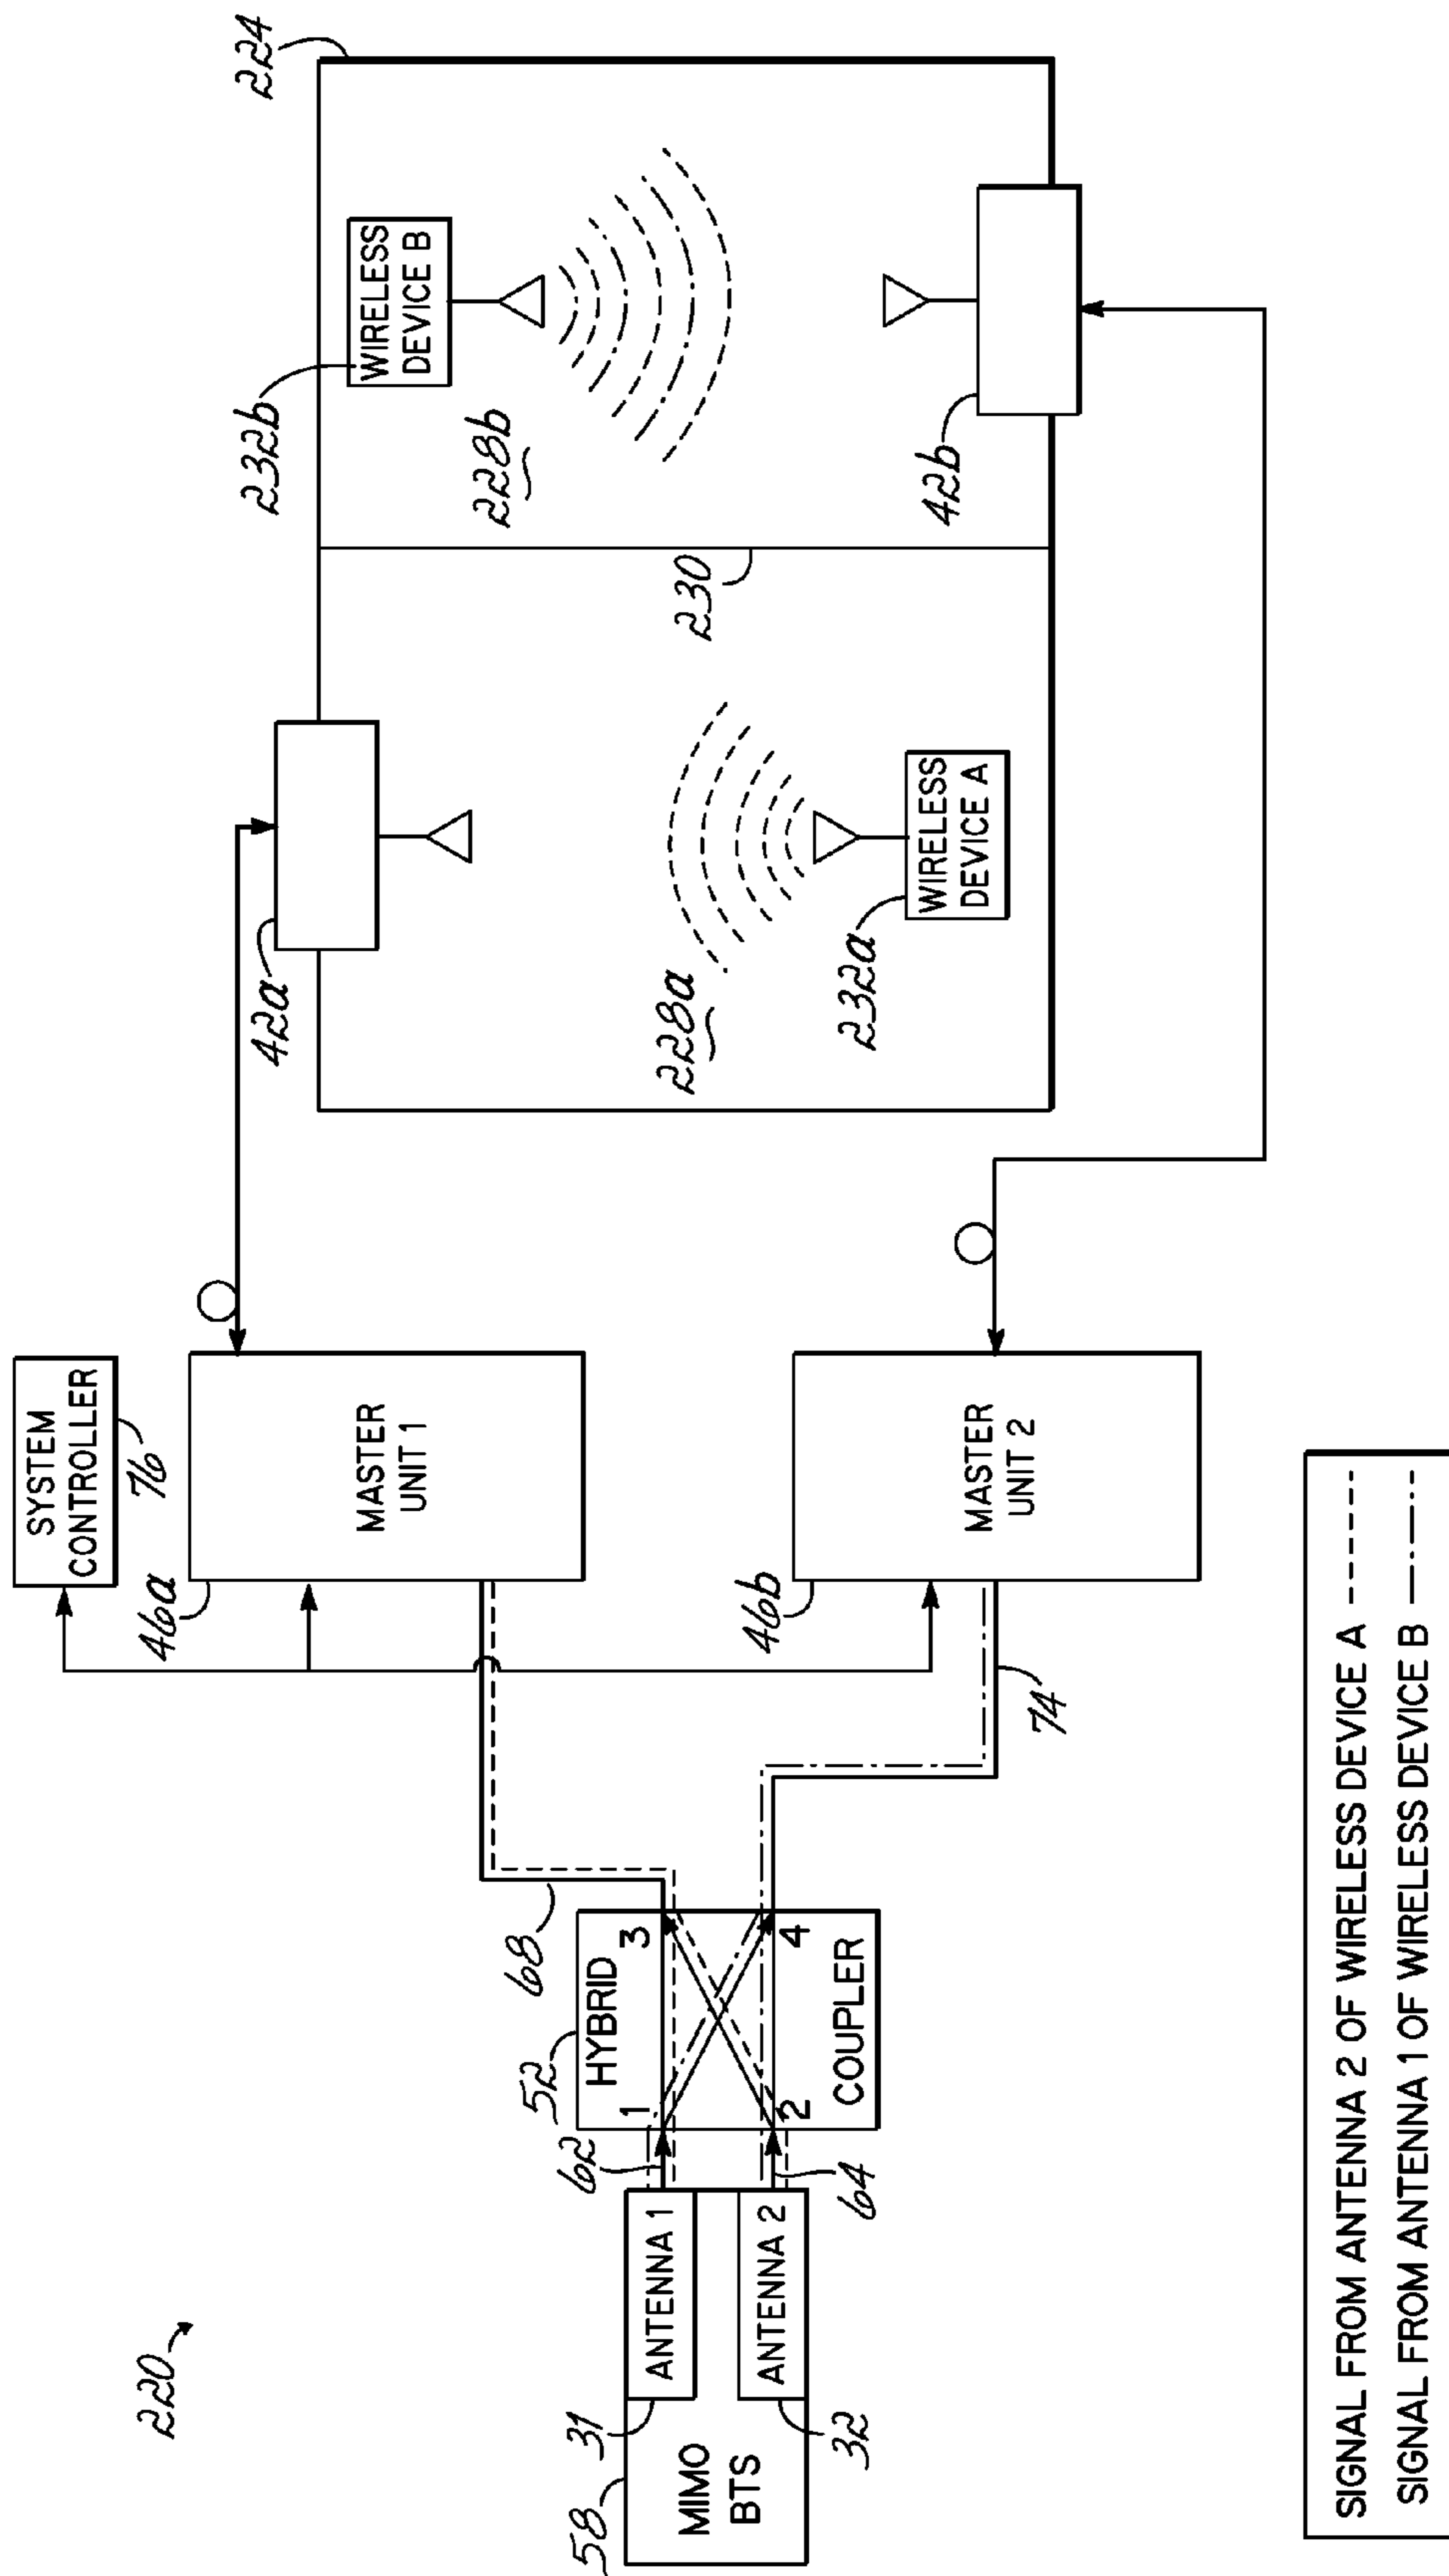 220
SYSTEM
CONTROLLER
76
46a
MASTER
UNIT 1
42a
224
232b
WIRELESS
DEVICE B
228b
58
MIMO
BTS
31
ANTENNA 1
32
ANTENNA 2
62
64
52
HYBRID
1
3
2
4
COUPLER
68
74
46b
MASTER
UNIT 2
228a
230
232a
WIRELESS
DEVICE A
42b
SIGNAL FROM ANTENNA 2 OF WIRELESS DEVICE A
SIGNAL FROM ANTENNA 1 OF WIRELESS DEVICE B